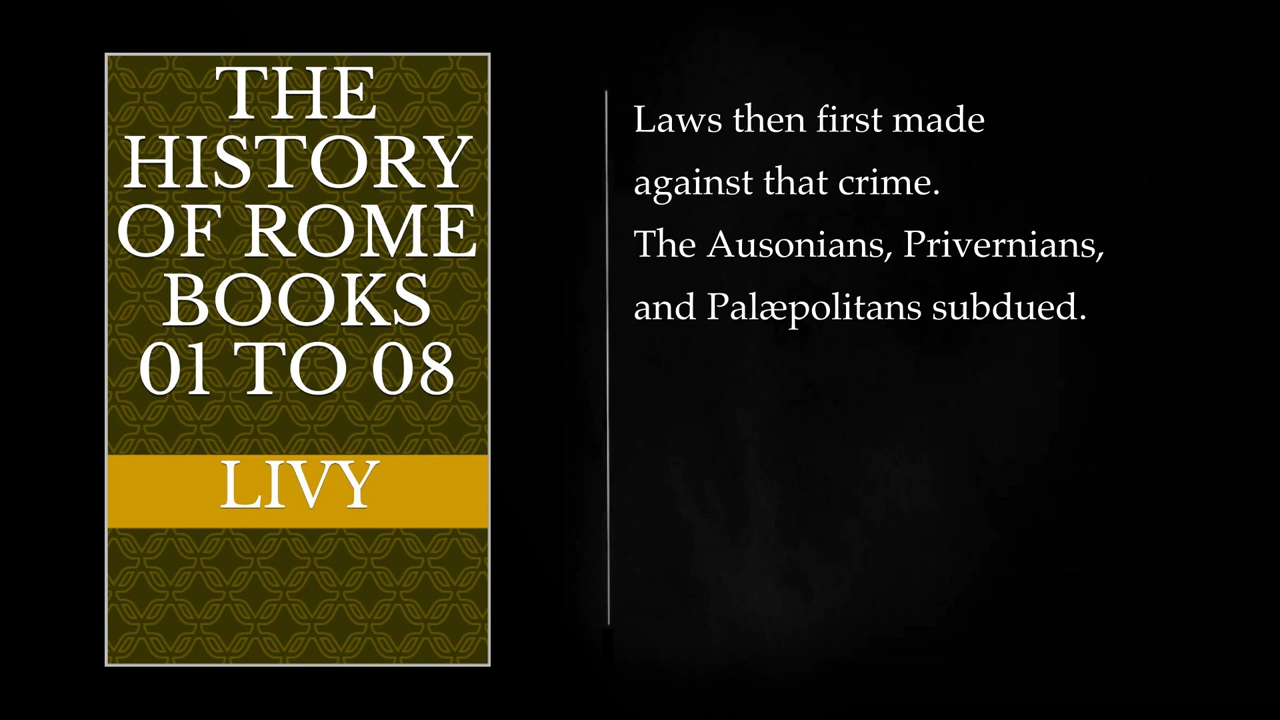 THE
HISTORY
OF ROME
BOOKS
01 TO 08
LIVY
Laws then first made
against that crime.
The Ausonians, Privernians,
and Palæpolitans subdued.